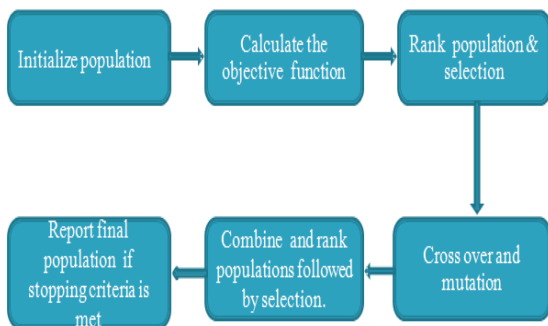 Initialize population
Calculate the
objective function
Rank population &
selection
Cross over and
mutation
Combine and rank
populations followed
by selection.
Report final
population if
stopping criteria is
met